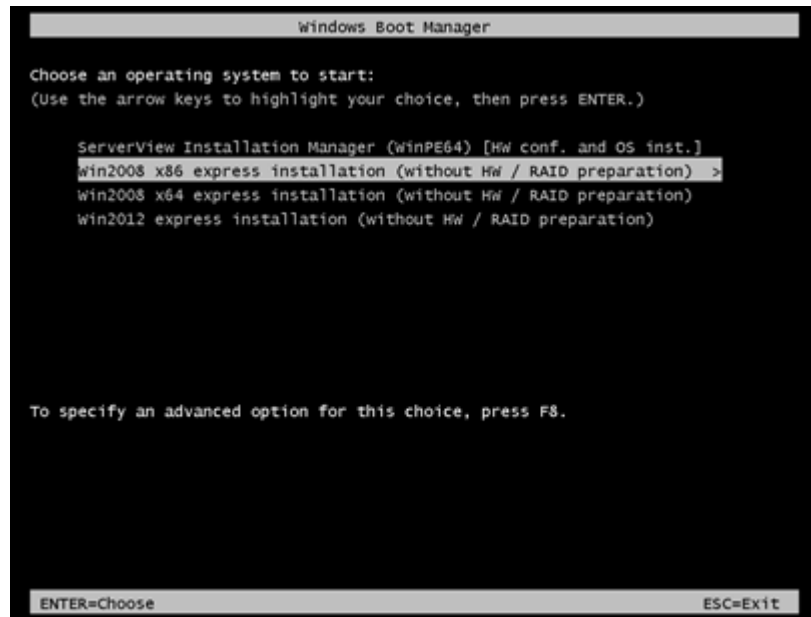 Windows Boot Manager
Choose an operating system to start:
(Use the arrow keys to highlight your choice, then press ENTER.)
ServerView Installation Manager (WinPE64) [HW conf. and OS inst.]
Win2008 x86 express installation (without HW / RAID preparation) >
Win2008 x64 express installation (without HW / RAID preparation)
Win2012 express installation (without HW / RAID preparation)
To specify an advanced option for this choice, press F8.
ENTER=Choose ESC=Exit